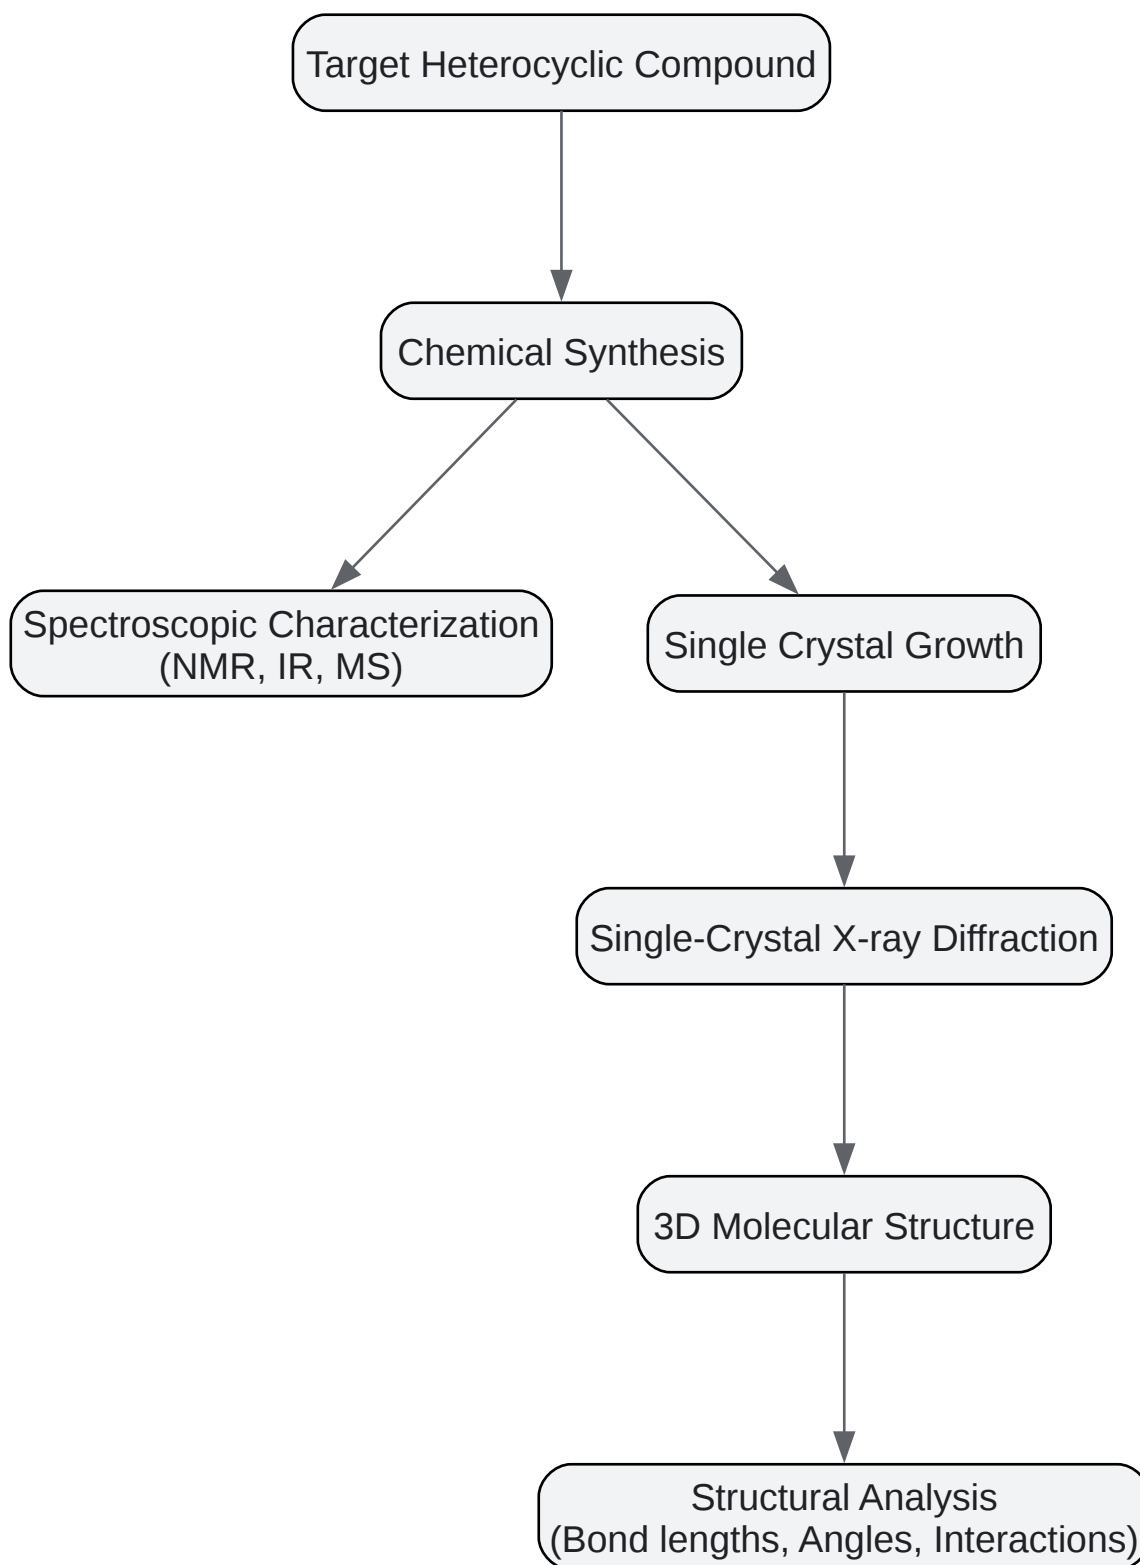 Target Heterocyclic Compound
Chemical Synthesis
Spectroscopic Characterization
(NMR, IR, MS)
Single Crystal Growth
Single-Crystal X-ray Diffraction
3D Molecular Structure
Structural Analysis
(Bond lengths, Angles, Interactions)